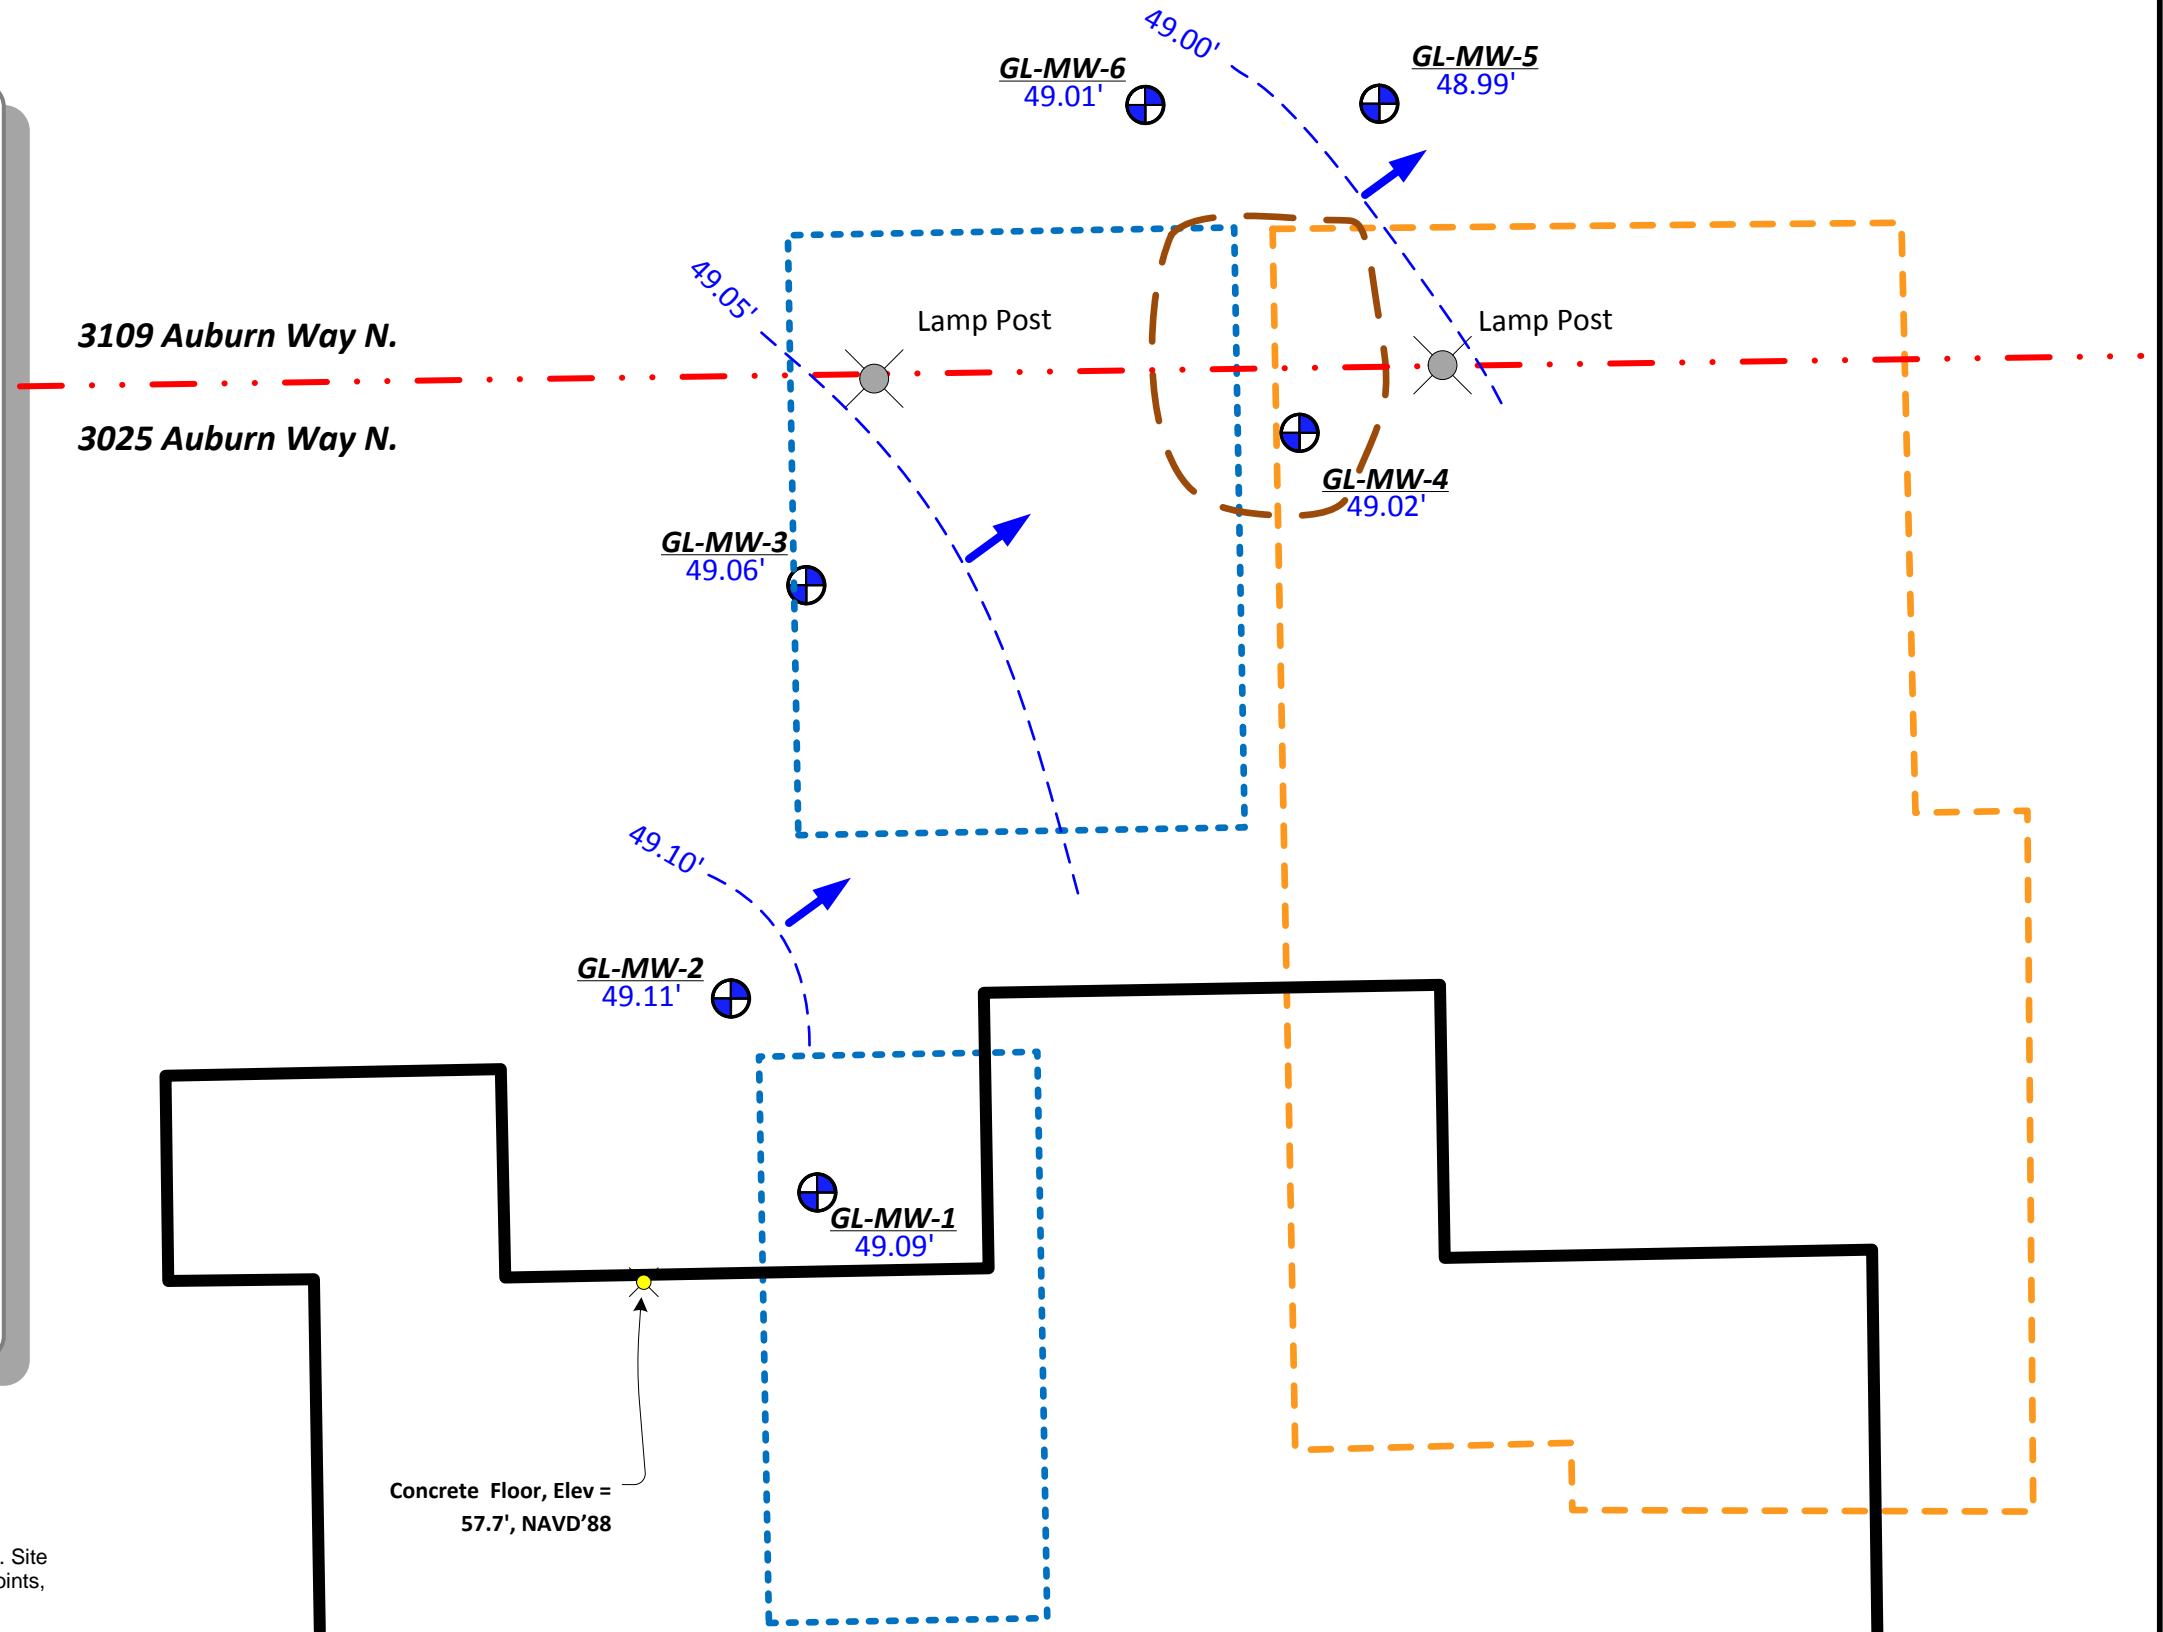 49.00'
GL-MW-6
49.01'
GL-MW-5
48.99'
49.05'
Lamp Post
Lamp Post
3109 Auburn Way N.
3025 Auburn Way N.
GL-MW-4
49.02'
GL-MW-3
49.06'
49.10'
GL-MW-2
49.11'
GL-MW-1
49.09'
Concrete Floor, Elev =
57.7', NAVD'88
. Site